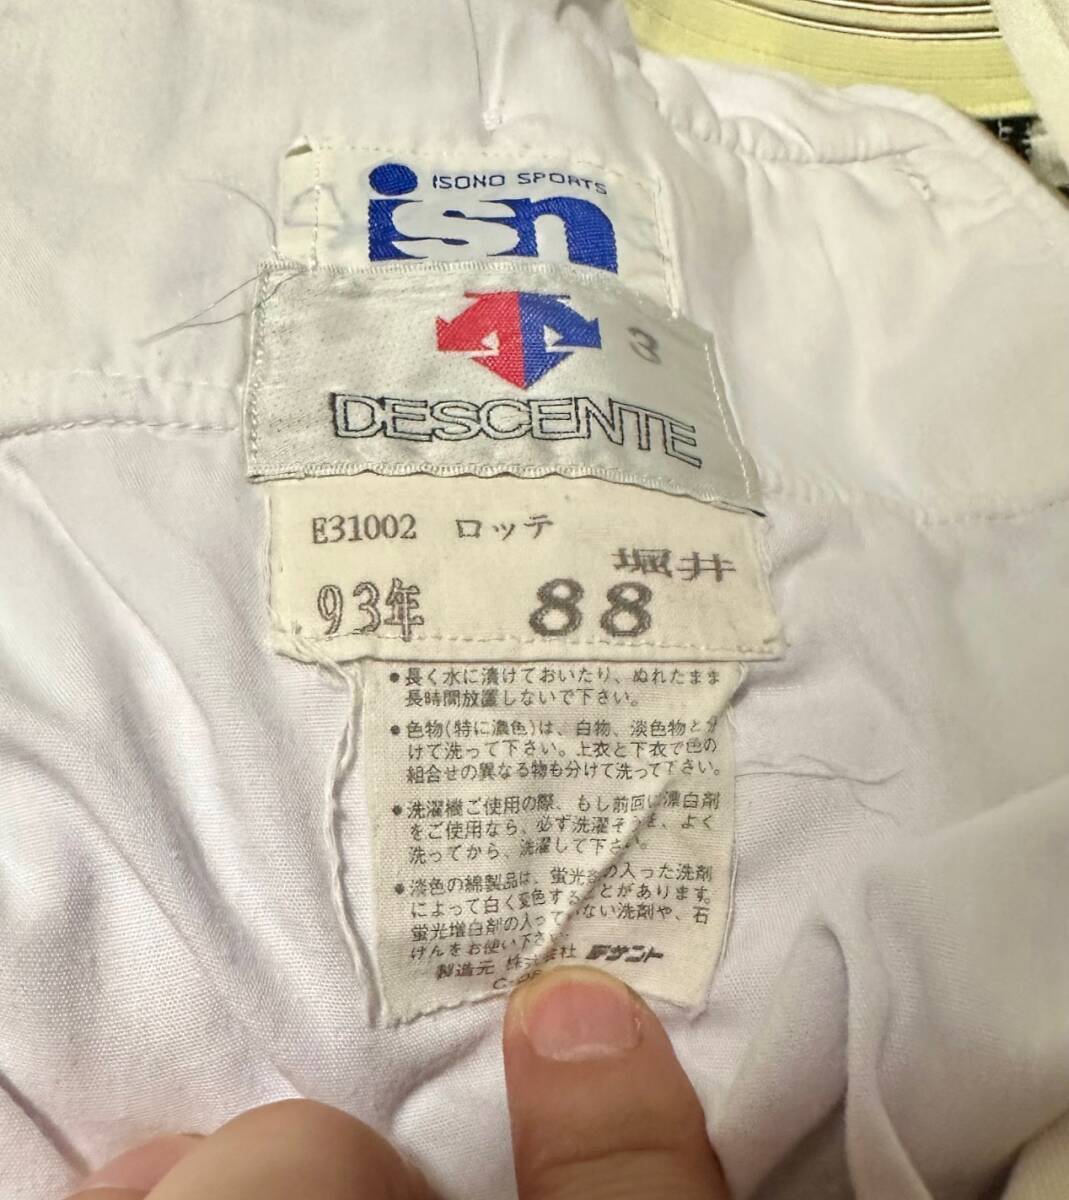 ISONO SPORTS
isn
3
DESCENTE
E31002 ロッテ
堀井
93年 88
●長く水に漬けておいたり、ぬれたまま
長時間放置しないで下さい。
●色物(特に濃色)は、白物、淡色物と分
けて洗って下さい。上衣と下衣で色の
組合せの異なる物も分けて洗って下さい。
●洗濯機ご使用の際、もし前回に漂白剤
をご使用なら、必ず洗濯そうを、よく
洗ってから、洗濯して下さい。
●淡色の綿製品は、蛍光剤の入った洗剤
によって白く変色することがあります。
蛍光増白剤の入っていない洗剤や、石
けんをお使い下さい。
製造元 株式会社 デサント